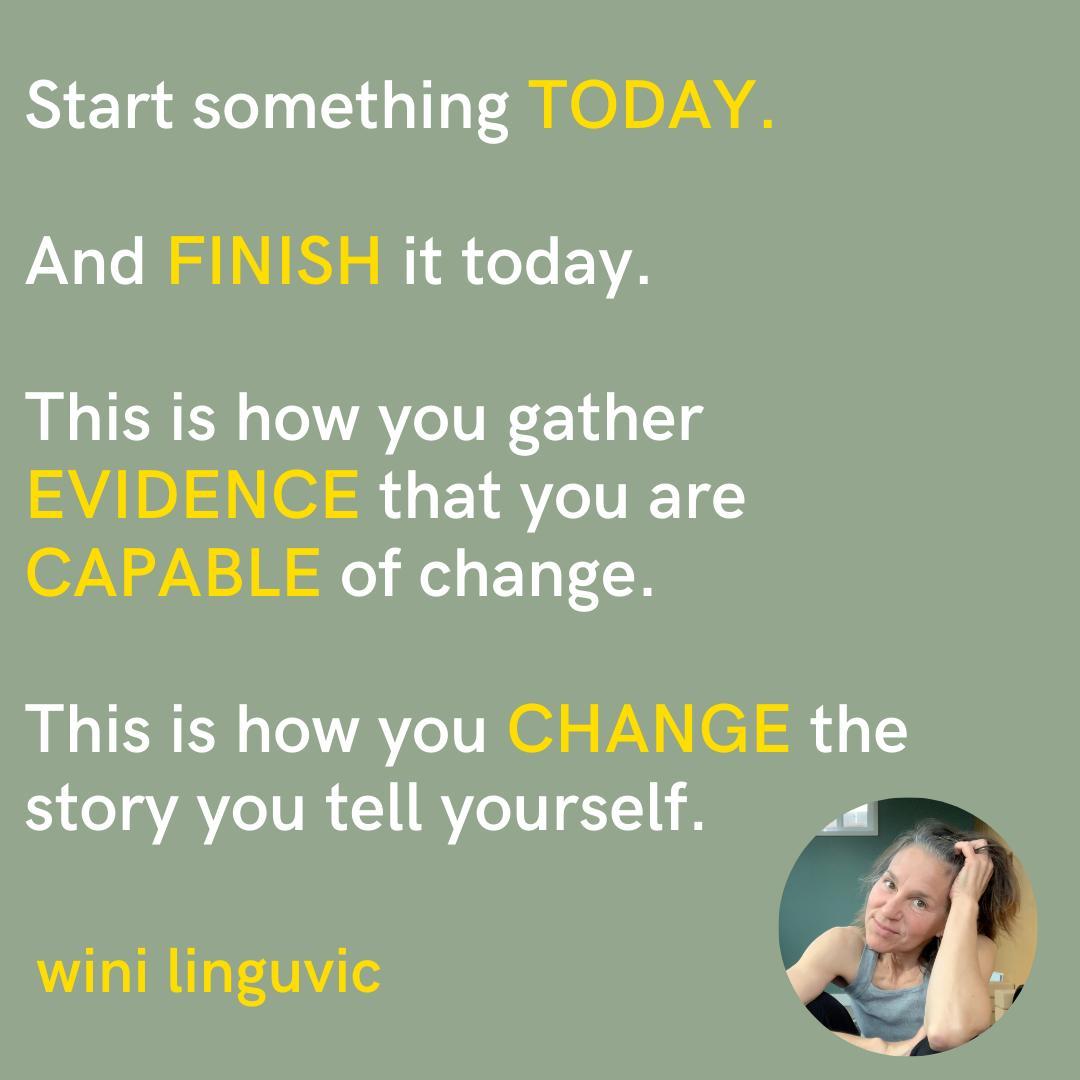 Start something TODAY.
And FINISH it today.
This is how you gather
EVIDENCE that you are
CAPABLE of change.
This is how you CHANGE the
story you tell yourself.
wini linguvic